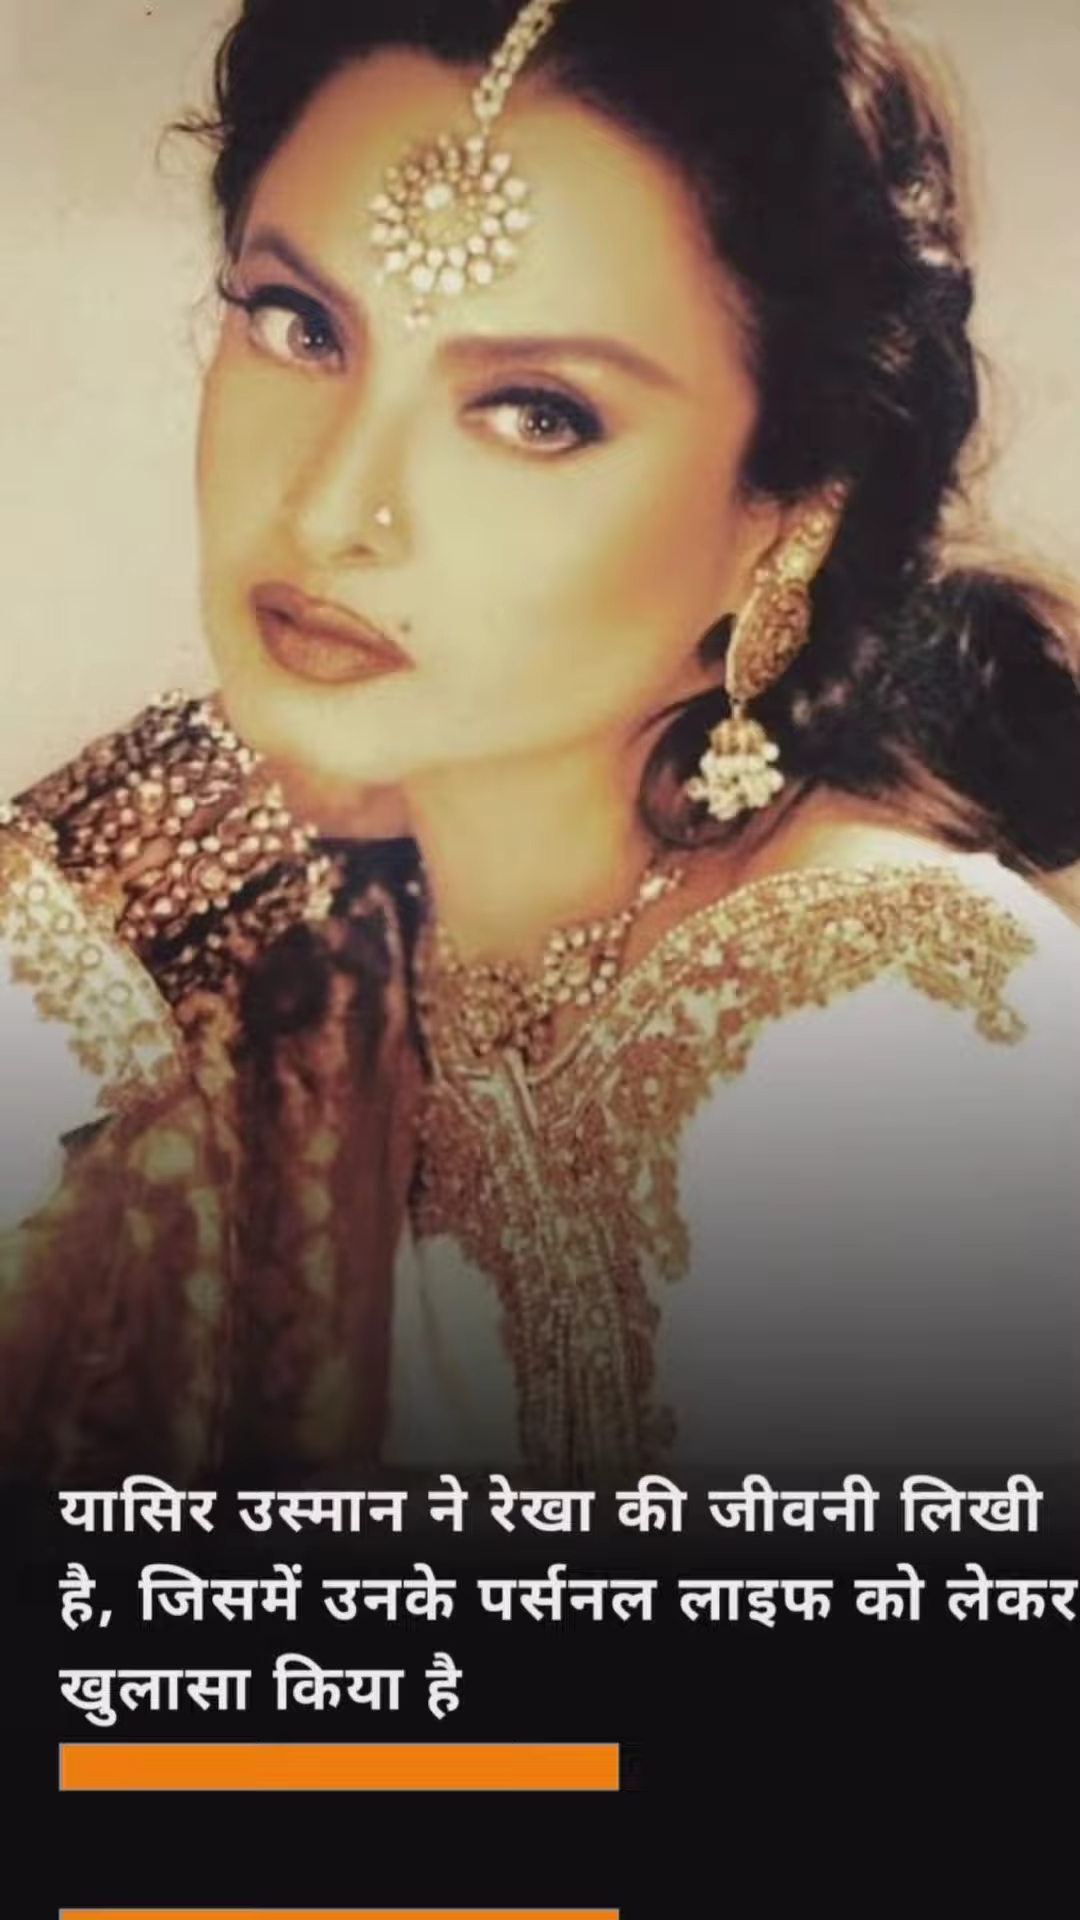 यासिर उस्मान ने रेखा की जीवनी लिखी
है, जिसमें उनके पर्सनल लाइफ को लेकर
खुलासा किया है